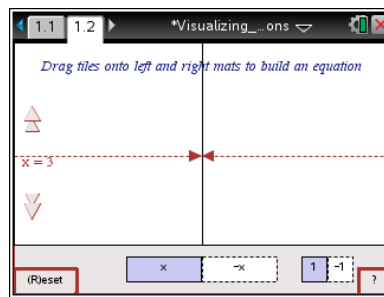 1.1 1.2 *Visualizing_...ons
Drag tiles onto left and right mats to build an equation
x = 3
x -x 1 -1
(R)eset ?